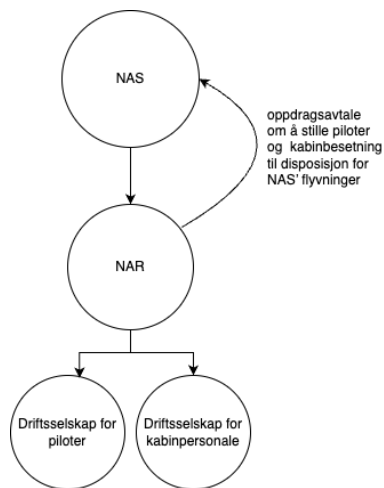 NAS
oppdragsavtale
om å stille piloter
og kabinbesetning
til disposisjon for
NAS' flyvninger
NAR
Driftsselskap for
piloter
Driftsselskap for
kabinpersonale